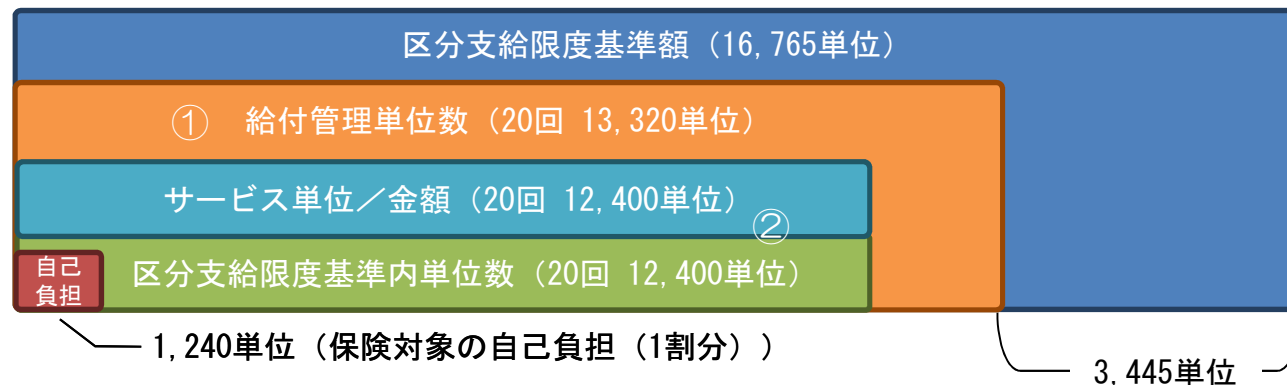 区分支給限度基準額（16,765単位）
① 給付管理単位数（20回 13,320単位）
サービス単位／金額（20回 12,400単位）
②
自己
負担
区分支給限度基準内単位数（20回 12,400単位）
1,240単位（保険対象の自己負担（1割分））
3,445単位